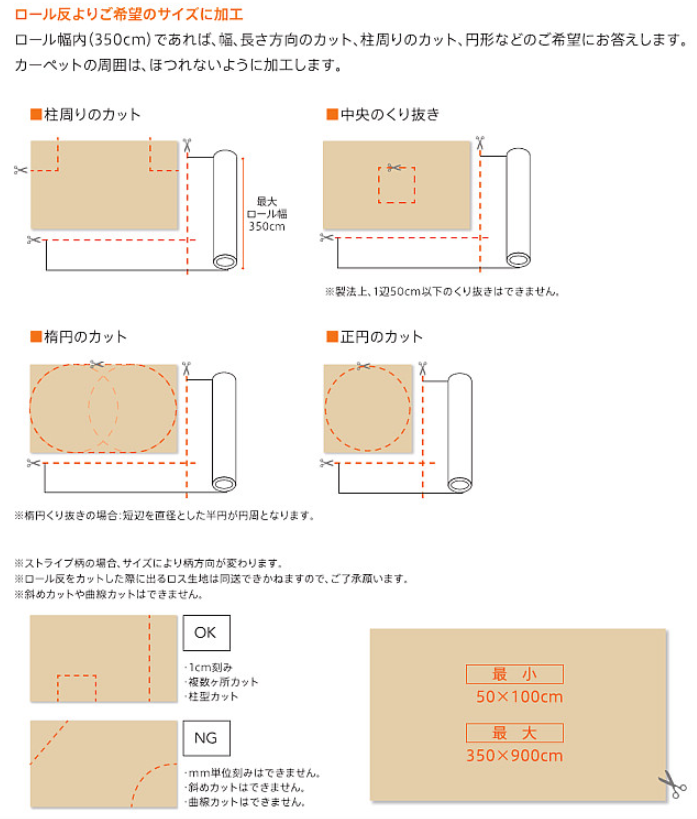 ロール反よりご希望のサイズに加工
ロール幅内(350cm)であれば、幅、長さ方向のカット、柱周りのカット、円形などのご希望にお答えします。
カーペットの周囲は、ほつれないように加工します。
■柱周りのカット
最大
ロール幅
350cm
■中央のくり抜き
※製法上、1辺50cm以下のくり抜きはできません。
■楕円のカット
■正円のカット
※楕円くり抜きの場合:短辺を直径とした半円が円周となります。
※ストライプ柄の場合、サイズにより柄方向が変わります。
※ロール反をカットした際に出るロス生地は同送できかねますので、ご了承願います。
※斜めカットや曲線カットはできません。
OK
・1cm刻み
・複数ヶ所カット
・柱型カット
NG
・mm単位刻みはできません。
・斜めカットはできません。
・曲線カットはできません。
最 小
50×100cm
最 大
350×900cm